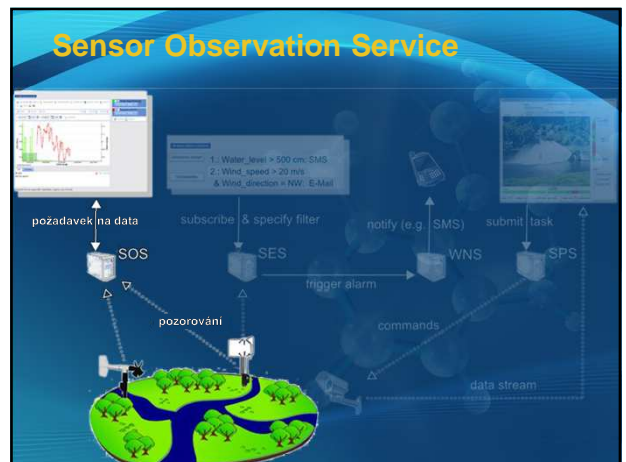 Sensor Observation Service
1.: Water_level > 500 cm: SMS
2.: Wind_speed > 20 m/s
& Wind_direction = NW: E-Mail
požadavek na data
subscribe & specify filter
notify (e.g. SMS)
submit task
SOS
SES
WNS
SPS
trigger alarm
pozorování
commands
data stream